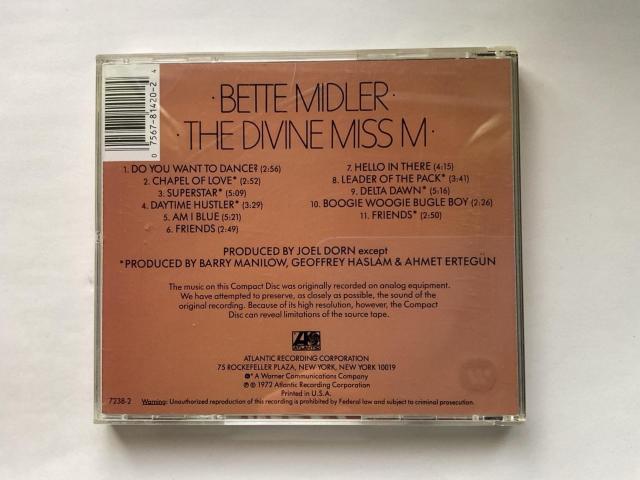 0 7567-81420-2 4
·BETTE MIDLER·
·THE DIVINE MISS M·
1. DO YOU WANT TO DANCE? (2:56)
2. CHAPEL OF LOVE* (2:52)
3. SUPERSTAR* (5:09)
4. DAYTIME HUSTLER* (3:29)
5. AM I BLUE (5:21)
6. FRIENDS (2:49)
7. HELLO IN THERE (4:15)
8. LEADER OF THE PACK* (3:41)
9. DELTA DAWN* (5:16)
10. BOOGIE WOOGIE BUGLE BOY (2:26)
11. FRIENDS* (2:50)
PRODUCED BY JOEL DORN except
*PRODUCED BY BARRY MANILOW, GEOFFREY HASLAM & AHMET ERTEGÜN
The music on this Compact Disc was originally recorded on analog equipment.
We have attempted to preserve, as closely as possible, the sound of the
original recording. Because of its high resolution, however, the Compact
Disc can reveal limitations of the source tape.
ATLANTIC
ATLANTIC RECORDING CORPORATION
75 ROCKEFELLER PLAZA, NEW YORK, NEW YORK 10019
A Warner Communications Company
℗ © 1972 Atlantic Recording Corporation
Printed in U.S.A.
7238-2
Warning: Unauthorized reproduction of this recording is prohibited by Federal law and subject to criminal prosecution.